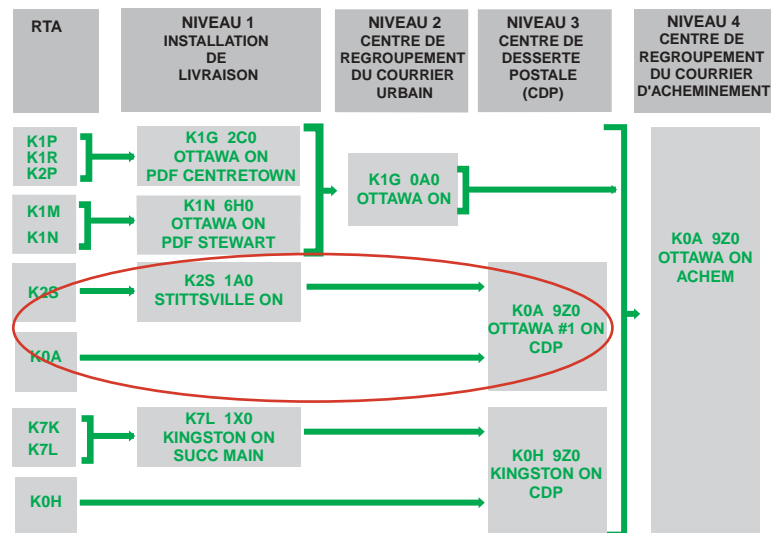 RTA
NIVEAU 1
INSTALLATION
DE
LIVRAISON
NIVEAU 2
CENTRE DE
REGROUPEMENT
DU COURRIER
URBAIN
NIVEAU 3
CENTRE DE
DESSERTE
POSTALE
(CDP)
NIVEAU 4
CENTRE DE
REGROUPEMENT
DU COURRIER
D'ACHEMINEMENT
K1P
K1R
K2P
K1G 2C0
OTTAWA ON
PDF CENTRETOWN
K1M
K1N
K1N 6H0
OTTAWA ON
PDF STEWART
K1G 0A0
OTTAWA ON
K2S
K2S 1A0
STITTSVILLE ON
K0A
K0A 9Z0
OTTAWA #1 ON
CDP
K7K
K7L
K7L 1X0
KINGSTON ON
SUCC MAIN
K0H
K0H 9Z0
KINGSTON ON
CDP
K0A 9Z0
OTTAWA ON
ACHEM